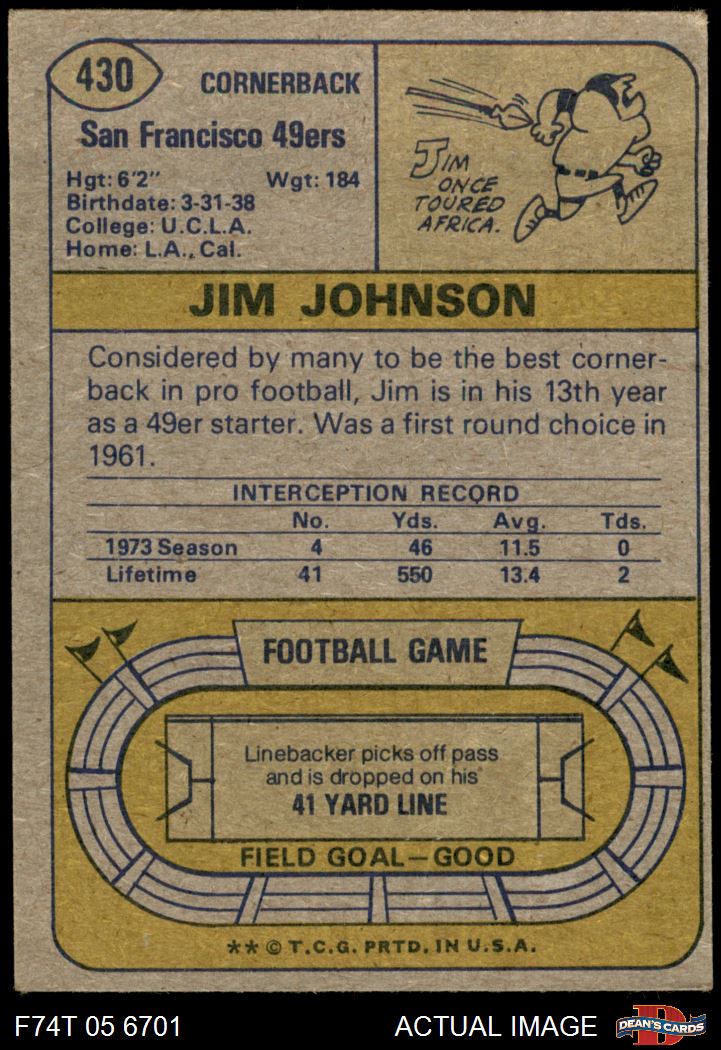 430
CORNERBACK
San Francisco 49ers
Hgt: 6'2" Wgt: 184
Birthdate: 3-31-38
College: U.C.L.A.
Home: L.A., Cal.
JIM
ONCE
TOURED
AFRICA.
JIM JOHNSON
Considered by many to be the best corner-
back in pro football, Jim is in his 13th year
as a 49er starter. Was a first round choice in
1961.
INTERCEPTION RECORD
No. Yds. Avg. Tds.
1973 Season 4 46 11.5 0
Lifetime 41 550 13.4 2
FOOTBALL GAME
Linebacker picks off pass
and is dropped on his
41 YARD LINE
FIELD GOAL—GOOD
** © T.C.G. PRTD. IN U.S.A.
F74T 05 6701 ACTUAL IMAGE
D
DEAN'S CARDS